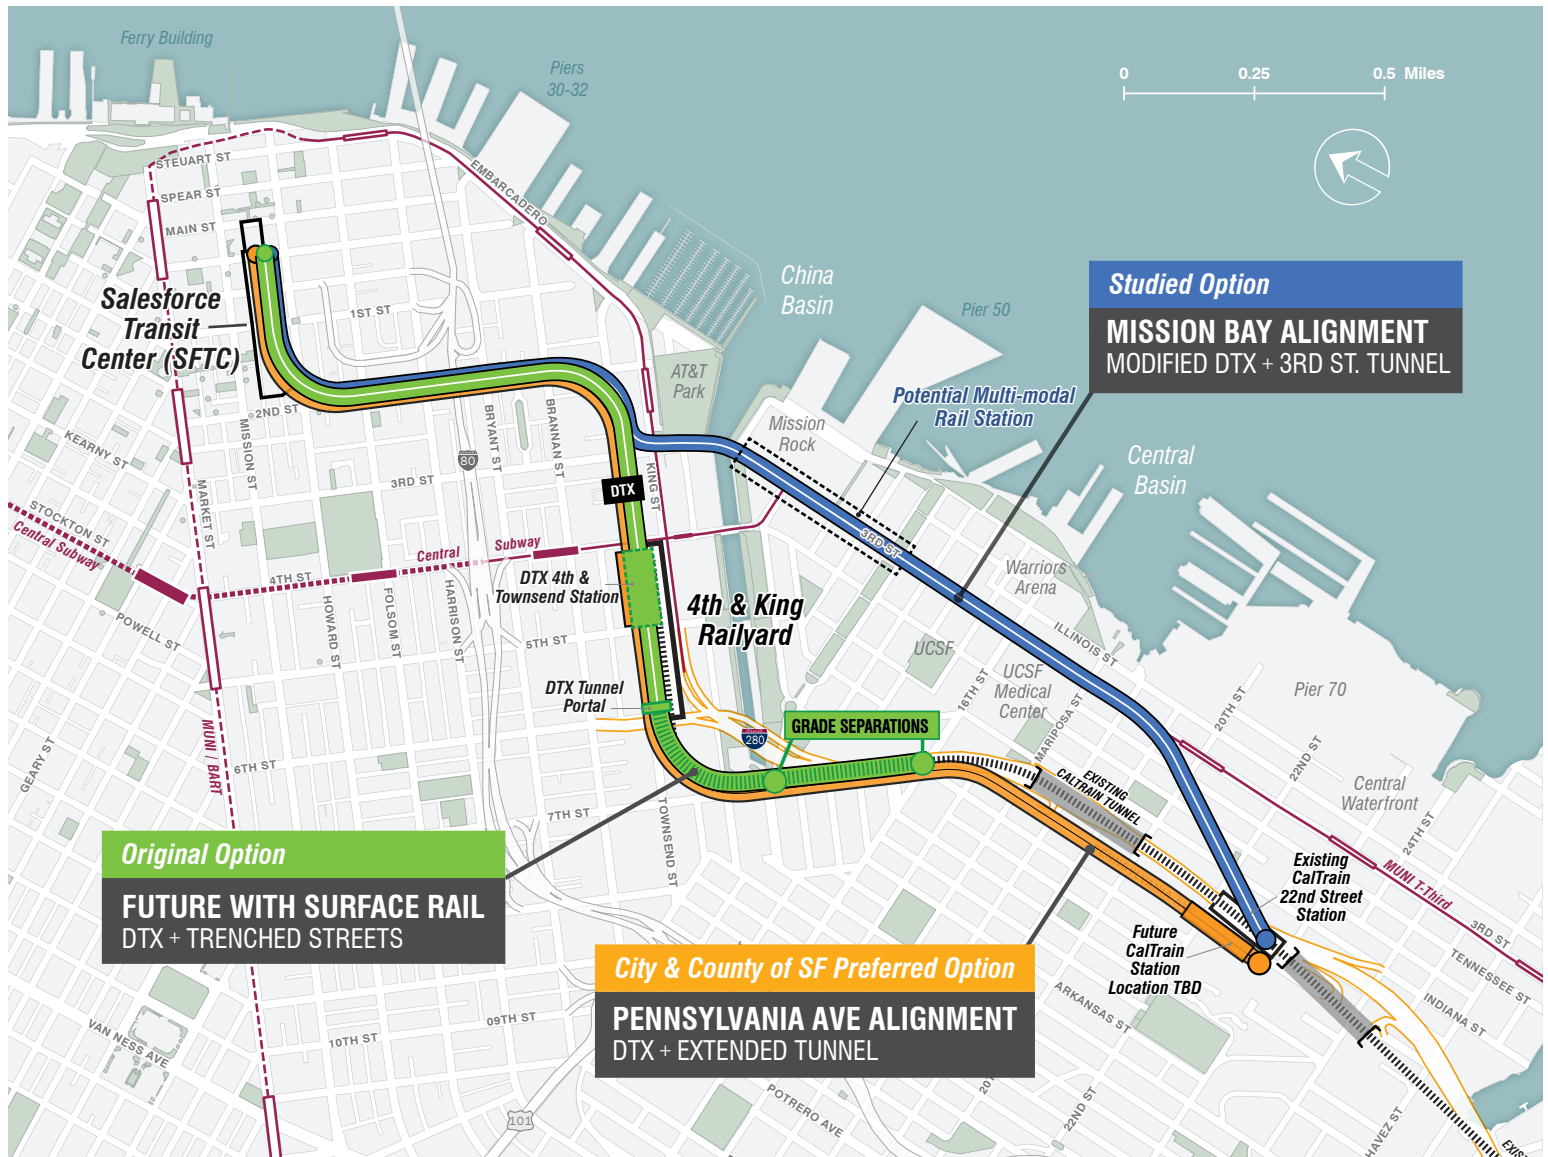 Ferry Building
Piers
30-32
0 0.25 0.5 Miles
STEUART ST
SPEAR ST
MAIN ST
EMBARCADERO
China
Basin
Pier 50
Studied Option
MISSION BAY ALIGNMENT
MODIFIED DTX + 3RD ST. TUNNEL
Salesforce
Transit
Center (SFTC)
1ST ST
AT&T
Park
Potential Multi-modal
Rail Station
Mission
Rock
2ND ST
MISSION ST
BRYANT ST
BRANNAN ST
KEARNY ST
80
3RD ST
MARKET ST
KING ST
DTX
Central
Basin
STOCKTON ST
Central Subway
Central Subway
3RD ST
4TH ST
DTX 4th &
Townsend Station
4th & King
Railyard
Warriors
Arena
HOWARD ST
FOLSOM ST
HARRISON ST
POWELL ST
5TH ST
UCSF
ILLINOIS ST
UCSF
Medical
Center
16TH ST
MARIPOSA ST
20TH ST
Pier 70
DTX Tunnel
Portal
GRADE SEPARATIONS
280
MUNI / BART
GEARY ST
6TH ST
22ND ST
EXISTING
CALTRAIN TUNNEL
Central
Waterfront
7TH ST
TOWNSEND ST
24TH ST
Original Option
FUTURE WITH SURFACE RAIL
DTX + TRENCHED STREETS
Existing
CalTrain
22nd Street
Station
MUNI T-Third
3RD ST
Future
CalTrain
Station
Location TBD
TENNESSEE ST
City & County of SF Preferred Option
PENNSYLVANIA AVE ALIGNMENT
DTX + EXTENDED TUNNEL
ARKANSAS ST
INDIANA ST
VAN NESS AVE
10TH ST
09TH ST
101
POTRERO AVE
22ND ST